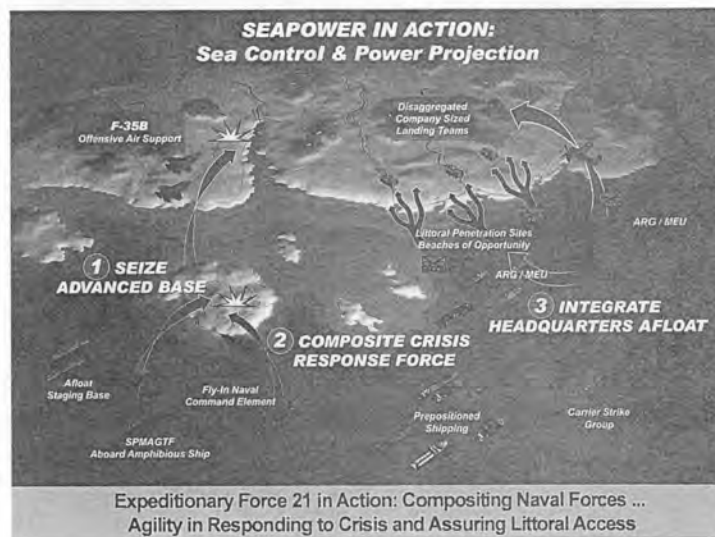 SEAPOWER IN ACTION:
Sea Control & Power Projection
F-35B
Offensive Air Support
Disaggregated
Company Sized
Landing Teams
ARG / MEU
Littoral Penetration Sites
Beaches of Opportunity
1 SEIZE
ADVANCED BASE
ARG / MEU
3 INTEGRATE
HEADQUARTERS AFLOAT
2 COMPOSITE CRISIS
RESPONSE FORCE
Afloat
Staging Base
Fly-In Naval
Command Element
Prepositioned
Shipping
Carrier Strike
Group
SPMAGTF
Aboard Amphibious Ship
Expeditionary Force 21 in Action: Compositing Naval Forces ...
Agility in Responding to Crisis and Assuring Littoral Access